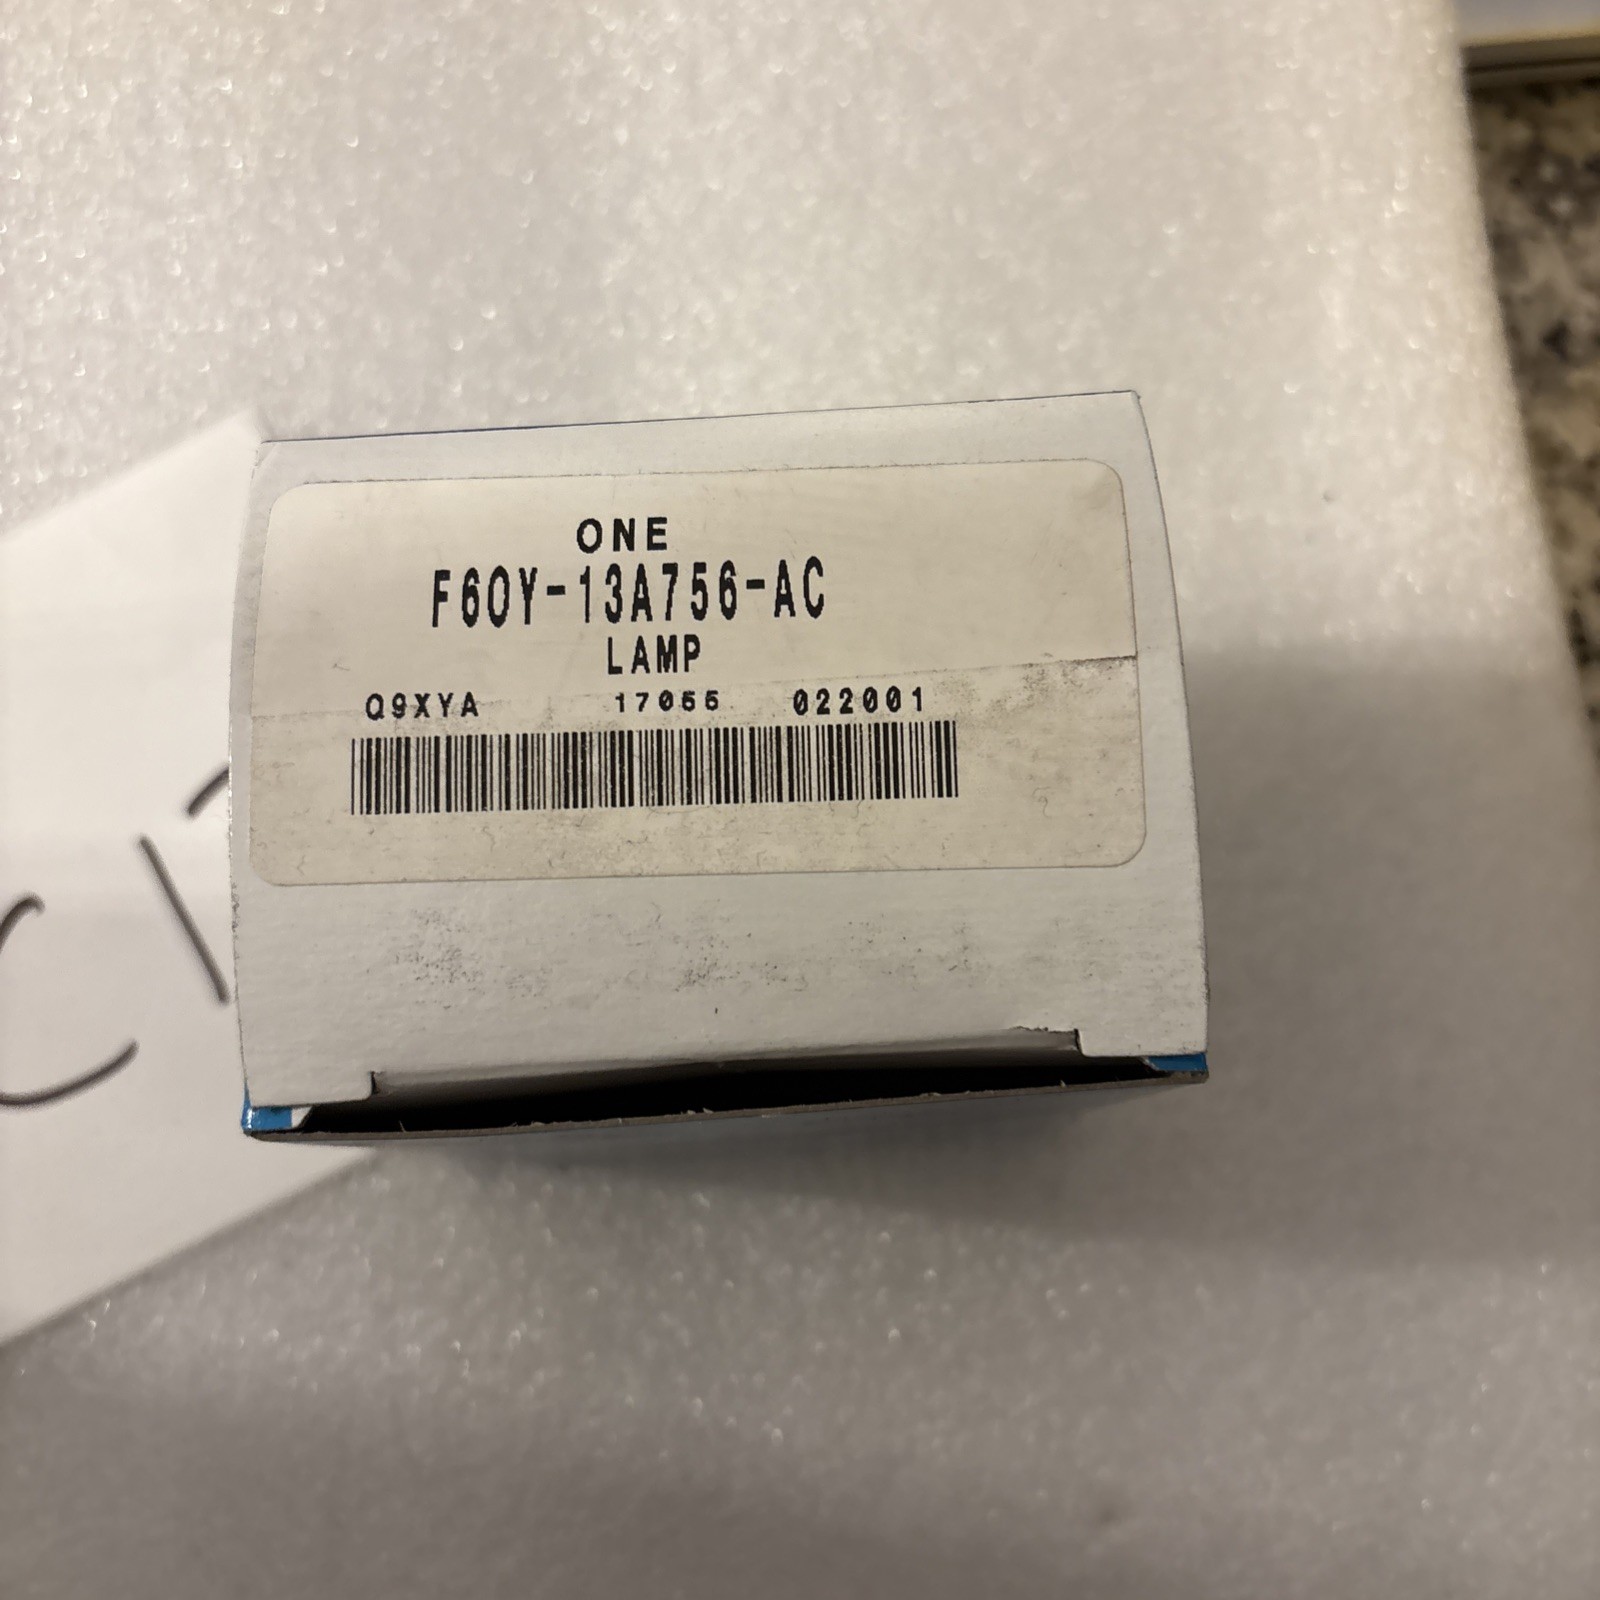 ONE
F6OY-13A756-AC
LAMP
Q9XYA 17055 022001